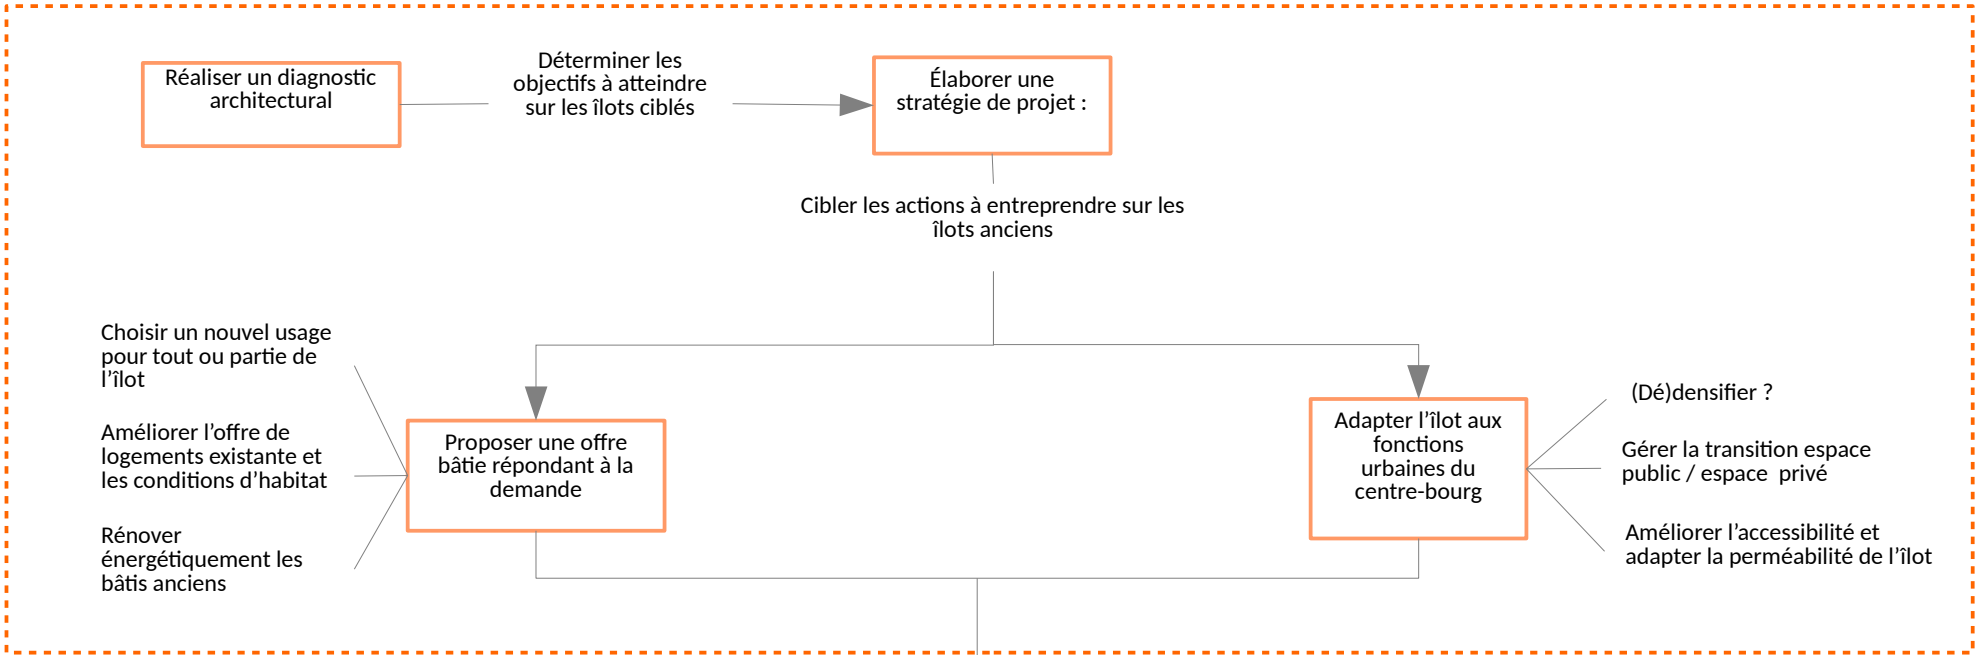 Réaliser un diagnostic
architectural
Déterminer les
objectifs à atteindre
sur les îlots ciblés
Élaborer une
stratégie de projet :
Cibler les actions à entreprendre sur les
îlots anciens
Choisir un nouvel usage
pour tout ou partie de
l’îlot
Améliorer l’offre de
logements existante et
les conditions d’habitat
Rénover
énergétiquement les
bâtis anciens
Proposer une offre
bâtie répondant à la
demande
Adapter l’îlot aux
fonctions
urbaines du
centre-bourg
(Dé)densifier ?
Gérer la transition espace
public / espace  privé
Améliorer l’accessibilité et
adapter la perméabilité de l’îlot